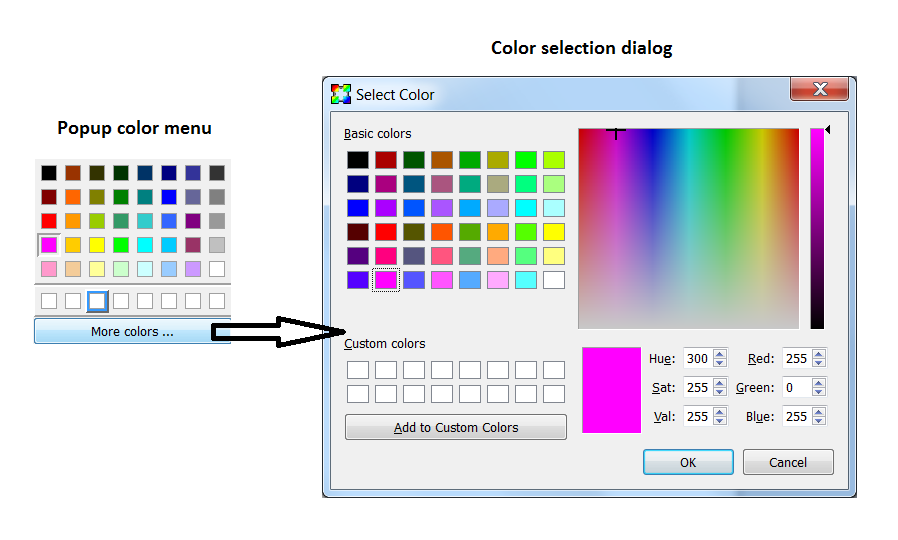 Color selection dialog
Select Color
Popup color menu
Basic colors
More colors ...
Custom colors
Hue: 300 Red: 255
Sat: 255 Green: 0
Val: 255 Blue: 255
Add to Custom Colors
OK Cancel